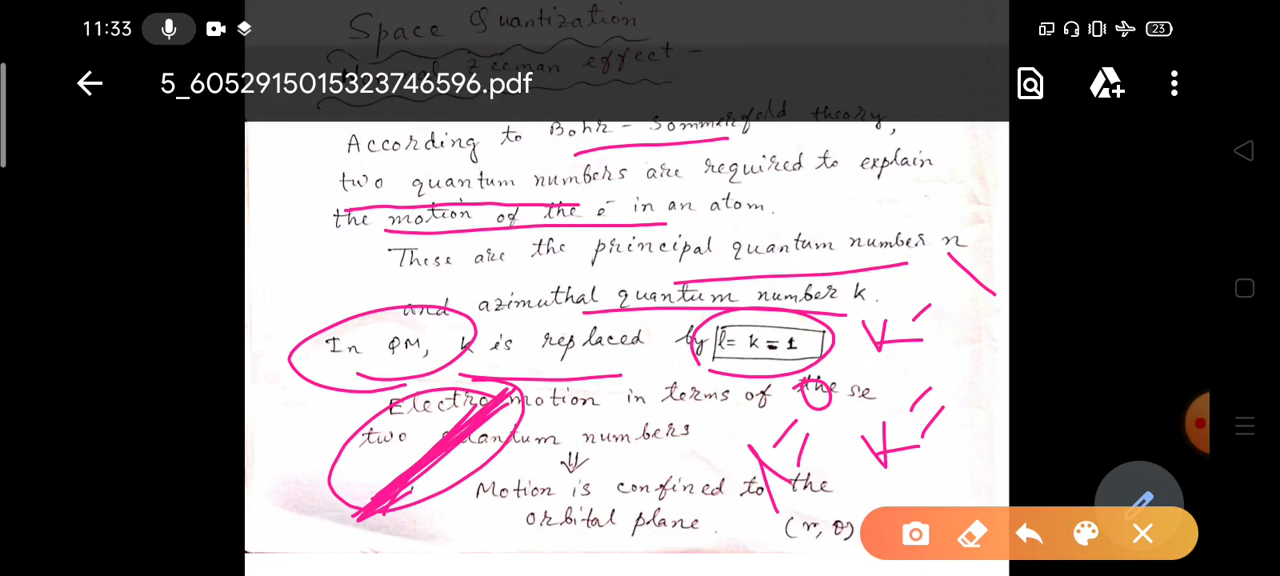 11:33
23
5_6052915015323746596.pdf
Space Quantization
Zeeman effect -
According to Bohr - Sommerfeld theory,
two quantum numbers are required to explain
the motion of the e- in an atom.
These are the principal quantum number n
and azimuthal quantum number k.
In QM, k is replaced by l = k - 1
Electro motion in terms of the se
two quantum numbers
⇓
Motion is confined to the
orbital plane. (r, θ)